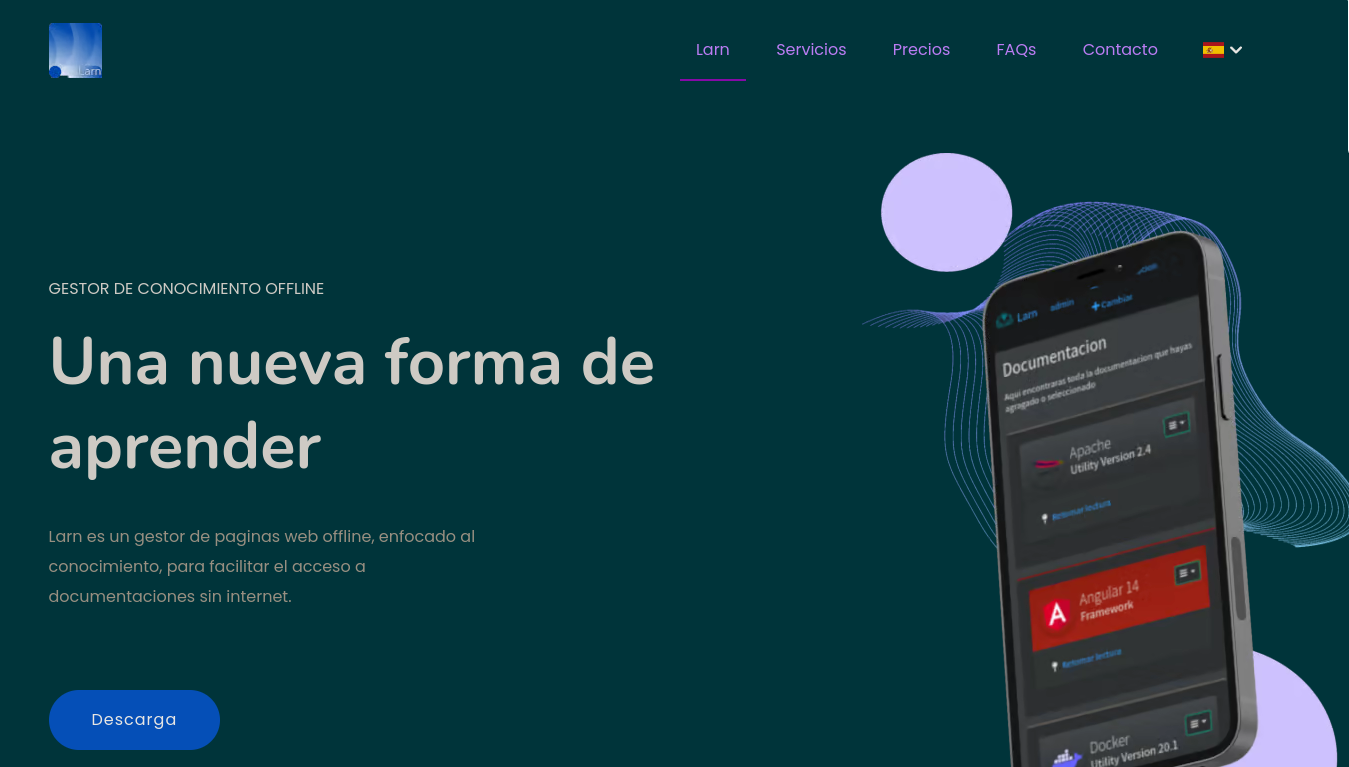 Larn
Larn Servicios Precios FAQs Contacto
GESTOR DE CONOCIMIENTO OFFLINE
Una nueva forma de
aprender
Larn es un gestor de paginas web offline, enfocado al
conocimiento, para facilitar el acceso a
documentaciones sin internet.
Descarga
Larn admin Cambiar
Documentacion
Aqui encontraras toda la documentacion que hayas
agragado o seleccionado
Apache
Utility Version 2.4
Retomar lectura
Angular 14
Framework
Retomar lectura
Docker
Utility Version 20.1